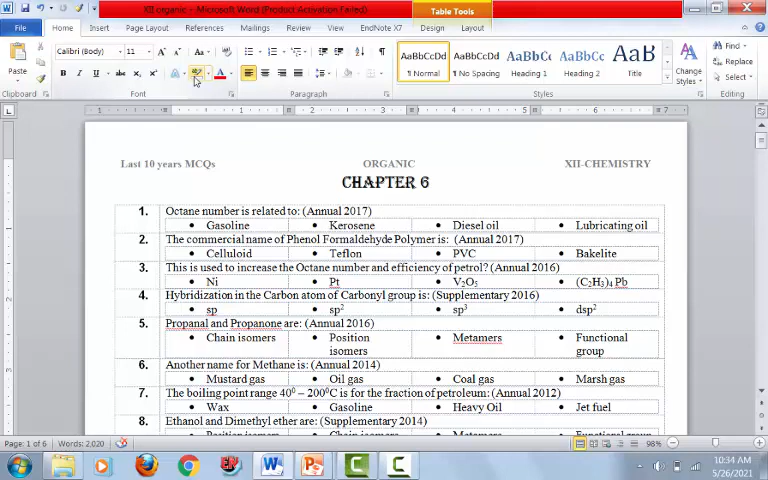 XII organic - Microsoft Word (Product Activation Failed)
Table Tools
File Home Insert Page Layout References Mailings Review View EndNote X7 Design Layout
Calibri (Body) 11
Paste
AaBbCcDd AaBbCcDd AaBbC AaBbCc AaB
¶ Normal ¶ No Spacing Heading 1 Heading 2 Title
Change Styles
Find
Replace
Select
Clipboard Font Paragraph Styles Editing
Last 10 years MCQs ORGANIC XII-CHEMISTRY
CHAPTER 6
1. Octane number is related to: (Annual 2017)
• Gasoline • Kerosene • Diesel oil • Lubricating oil
2. The commercial name of Phenol Formaldehyde Polymer is: (Annual 2017)
• Celluloid • Teflon • PVC • Bakelite
3. This is used to increase the Octane number and efficiency of petrol? (Annual 2016)
• Ni • Pt • V₂O₅ • (C₂H₃)₄ Pb
4. Hybridization in the Carbon atom of Carbonyl group is: (Supplementary 2016)
• sp • sp² • sp³ • dsp²
5. Propanal and Propanone are: (Annual 2016)
• Chain isomers • Position isomers • Metamers • Functional group
6. Another name for Methane is: (Annual 2014)
• Mustard gas • Oil gas • Coal gas • Marsh gas
7. The boiling point range 40⁰ – 200⁰C is for the fraction of petroleum: (Annual 2012)
• Wax • Gasoline • Heavy Oil • Jet fuel
8. Ethanol and Dimethyl ether are: (Supplementary 2014)
• Position isomers • Chain isomers • Metamers • Functional group
Page: 1 of 6 Words: 2,020 98%
10:34 AM
5/26/2021